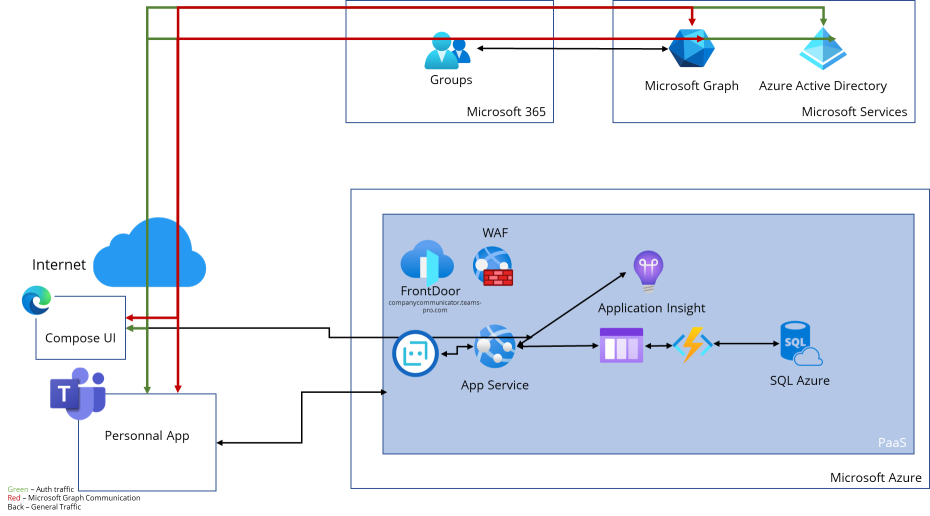 Groups
Microsoft 365
Microsoft Graph
Azure Active Directory
Microsoft Services
Internet
Compose UI
T
Personnal App
WAF
FrontDoor
companycommunicator.teams-
pro.com
Application Insight
App Service
SQL
SQL Azure
PaaS
Microsoft Azure
Green – Auth traffic
Red – Microsoft Graph Communication
Back – General Traffic